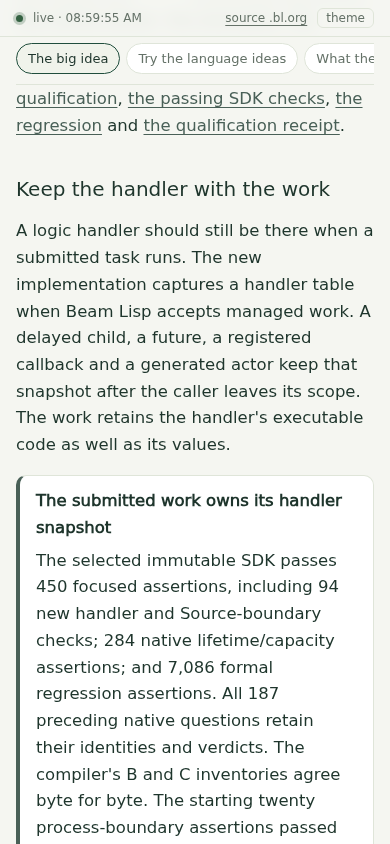 live · 08:59:55 AM
source .bl.org
theme
The big idea
Try the language ideas
What the
qualification, the passing SDK checks, the
regression and the qualification receipt.
Keep the handler with the work
A logic handler should still be there when a
submitted task runs. The new
implementation captures a handler table
when Beam Lisp accepts managed work. A
delayed child, a future, a registered
callback and a generated actor keep that
snapshot after the caller leaves its scope.
The work retains the handler's executable
code as well as its values.
The submitted work owns its handler
snapshot
The selected immutable SDK passes
450 focused assertions, including 94
new handler and Source-boundary
checks; 284 native lifetime/capacity
assertions; and 7,086 formal
regression assertions. All 187
preceding native questions retain
their identities and verdicts. The
compiler's B and C inventories agree
byte for byte. The starting twenty
process-boundary assertions passed